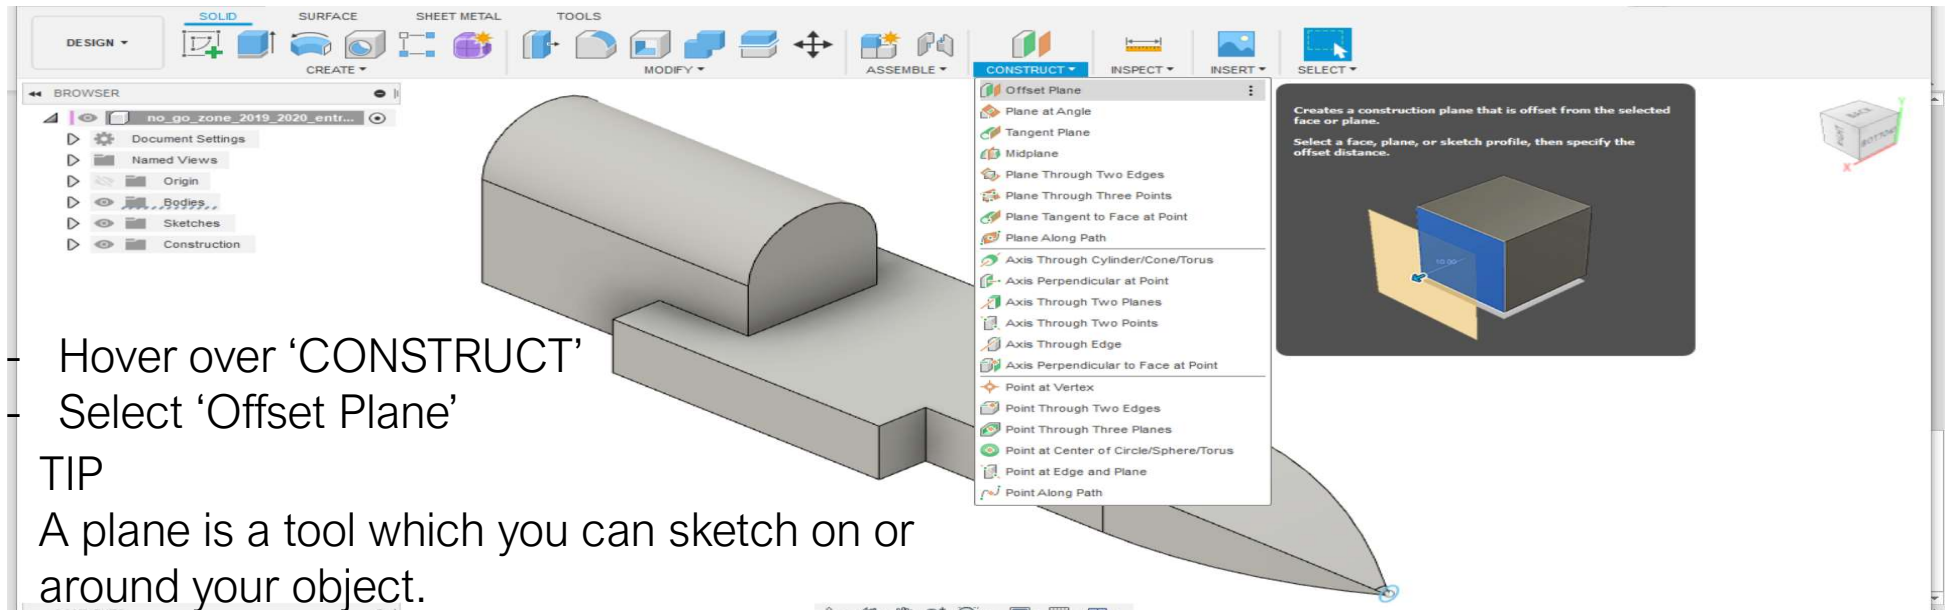 SOLID SURFACE SHEET METAL TOOLS
DESIGN
CREATE MODIFY ASSEMBLE CONSTRUCT INSPECT INSERT SELECT
BROWSER
no_go_zone_2019_2020_entr...
Document Settings
Named Views
Origin
Bodies
Sketches
Construction
Offset Plane
Plane at Angle
Tangent Plane
Midplane
Plane Through Two Edges
Plane Through Three Points
Plane Tangent to Face at Point
Plane Along Path
Axis Through Cylinder/Cone/Torus
Axis Perpendicular at Point
Axis Through Two Planes
Axis Through Two Points
Axis Through Edge
Axis Perpendicular to Face at Point
Point at Vertex
Point Through Two Edges
Point Through Three Planes
Point at Center of Circle/Sphere/Torus
Point at Edge and Plane
Point Along Path
Creates a construction plane that is offset from the selected
face or plane.
Select a face, plane, or sketch profile, then specify the
offset distance.
10.00
BACK
RIGHT
BOTTOM
Y
X
- Hover over ‘CONSTRUCT’
- Select ‘Offset Plane’
TIP
A plane is a tool which you can sketch on or
around your object.